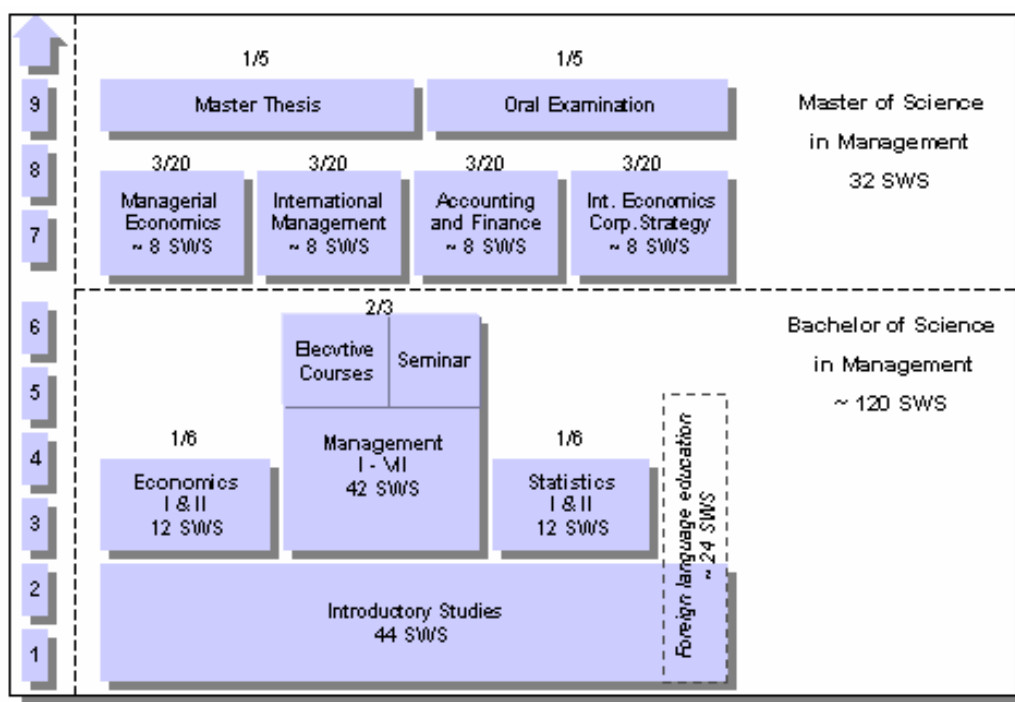 1/5
1/5
9
Master Thesis
Oral Examination
Master of Science
in Management
32 SWS
8
3/20
3/20
3/20
3/20
7
Managerial
Economics
~ 8 SWS
International
Management
~ 8 SWS
Accounting
and Finance
~ 8 SWS
Int. Economics
Corp.Strategy
~ 8 SWS
6
2/3
Bachelor of Science
in Management
~ 120 SWS
Elecvtive
Courses
Seminar
5
4
1/6
Economics
I & II
12 SWS
Management
I - VII
42 SWS
1/6
Statistics
I & II
12 SWS
3
Foreign language education
~ 24 SWS
2
Introductory Studies
44 SWS
1